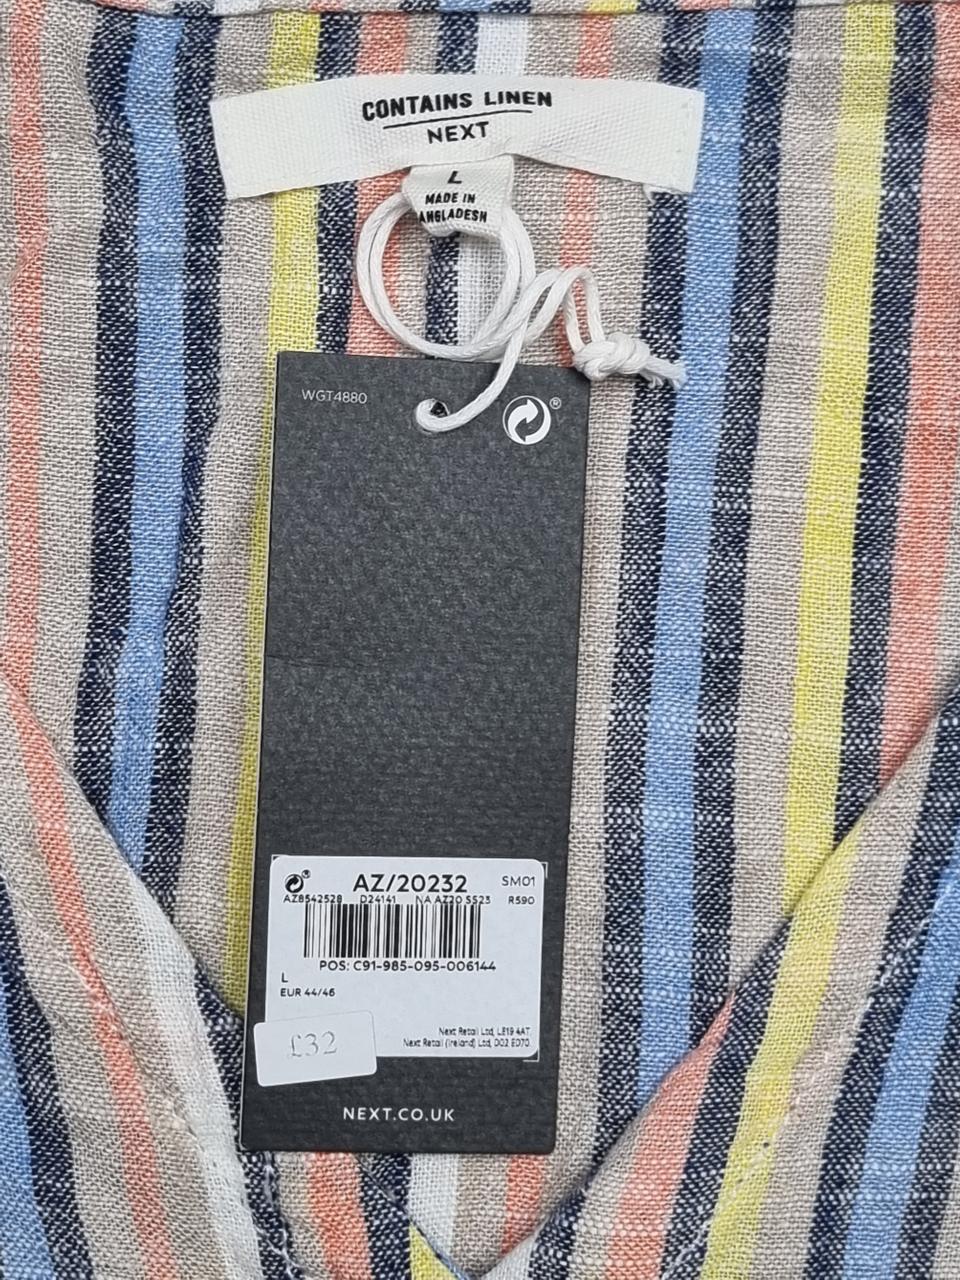 CONTAINS LINEN
NEXT
L
MADE IN
ANGLADESH
WGT4880
®
AZ/20232 SM01
AZ8542528 D24141 NA AZ20 SS23 R590
POS: C91-985-095-006144
L
EUR 44/46
Next Retail Ltd, LE19 4AT.
Next Retail (Ireland) Ltd, D02 ED70.
£32
NEXT.CO.UK